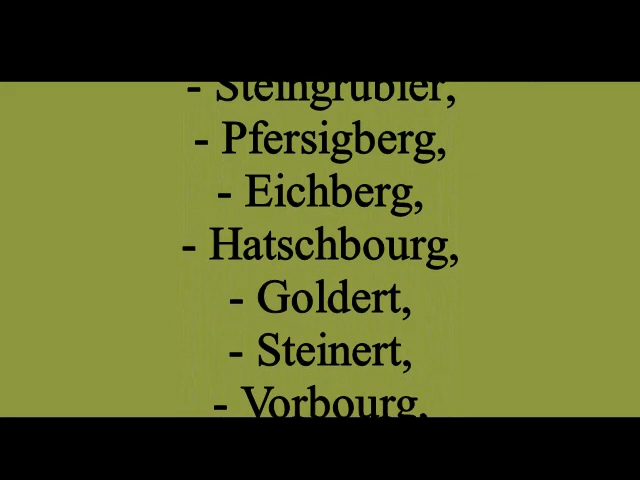 - Steingrubler,
- Pfersigberg,
- Eichberg,
- Hatschbourg,
- Goldert,
- Steinert,
- Vorbourg,